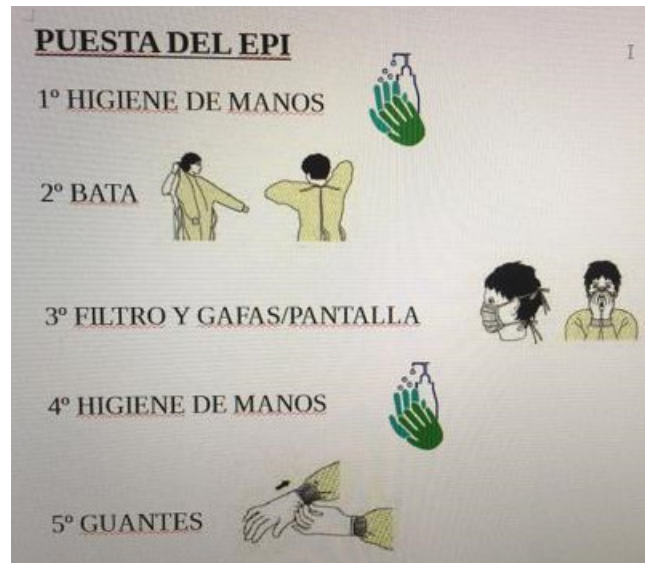 PUESTA DEL EPI
1º HIGIENE DE MANOS
2º BATA
3º FILTRO Y GAFAS/PANTALLA
4º HIGIENE DE MANOS
5º GUANTES